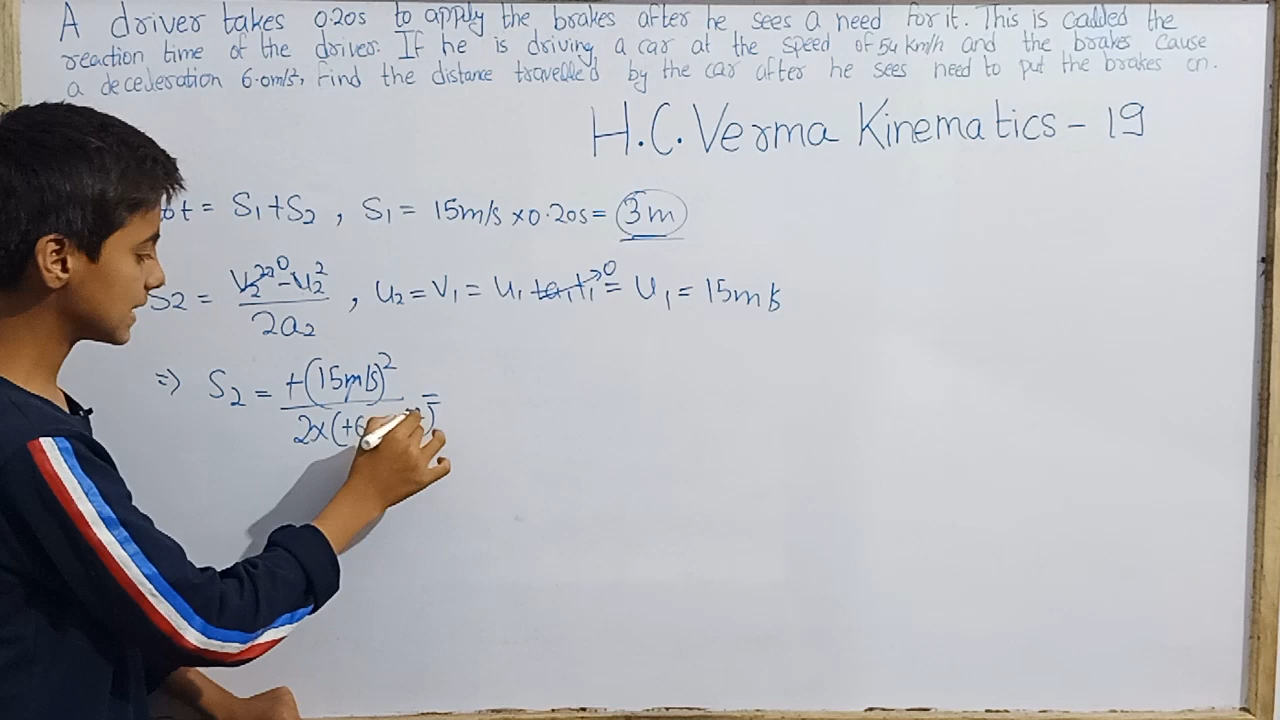 A driver takes 0.20s to apply the brakes after he sees a need for it. This is cadded the
reaction time of the driver. If he is driving a car at the speed of 54 km/h and the brakes cause
a deceleration 6.0m/s², Find the distance travelled by the car after he sees need to put the brakes on.
H.C. Verma Kinematics - 19
ot = S₁+S₂ , S₁ = 15m/s ×0.20s = 3m
S2 = V₂²→0 -U₂² / 2a₂ , U₂ = V₁ = U₁ +a₁t₁→0 = U₁ = 15m/s
=> S₂ = +(15m/s)² / 2×(+6 ) =